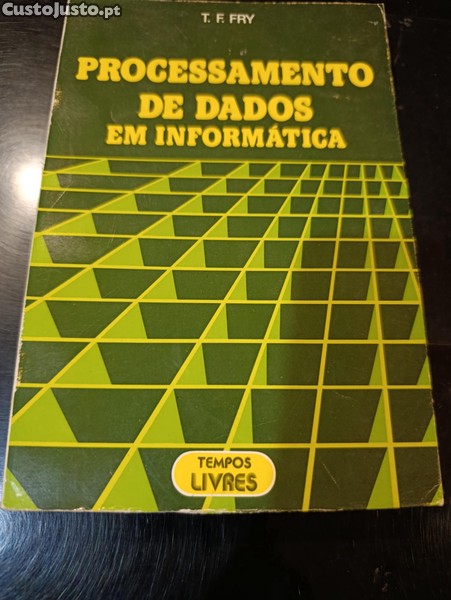 CustoJusto.pt
T. F. FRY
PROCESSAMENTO
DE DADOS
EM INFORMÁTICA
TEMPOS
LIVRES